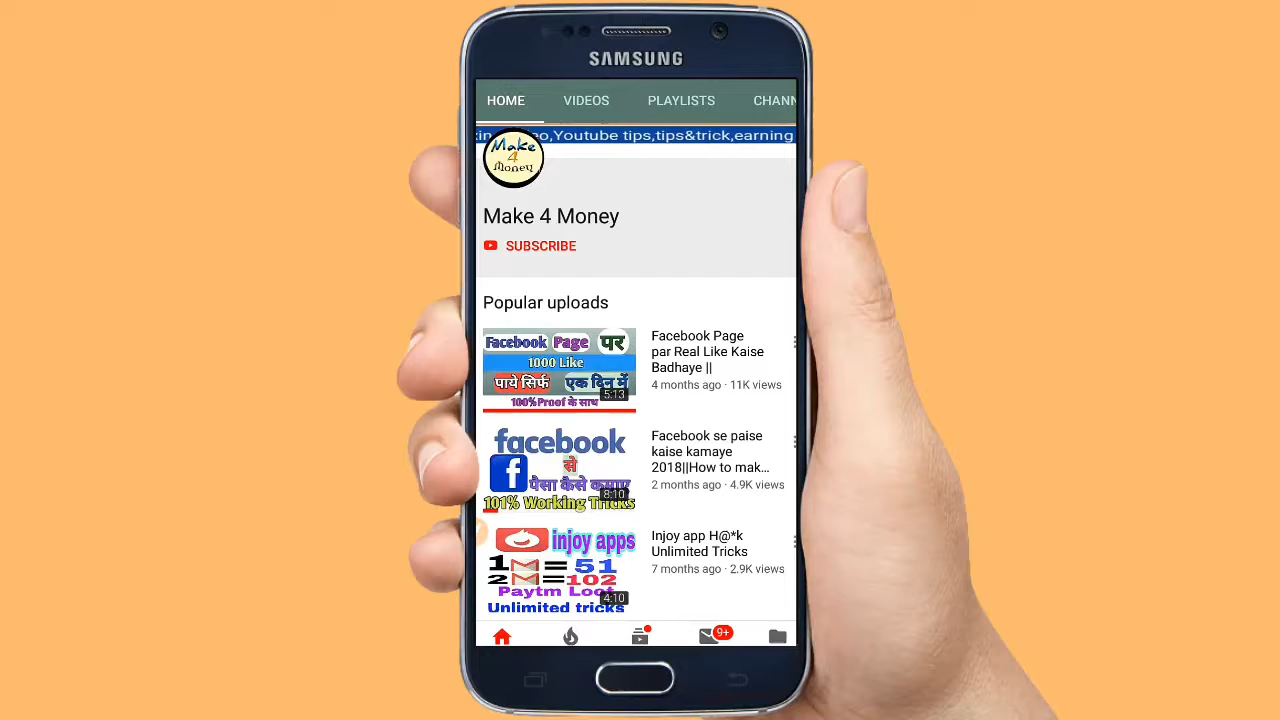 SAMSUNG
HOME VIDEOS PLAYLISTS CHANN
,Youtube tips,tips&trick,earning
Make
4
Money
Make 4 Money
SUBSCRIBE
Popular uploads
Facebook Page पर
1000 Like
पाये सिर्फ एक दिन में
5:13
100%Proof के साथ
Facebook Page
par Real Like Kaise
Badhaye ||
4 months ago · 11K views
facebook
f से
पैसा कैसे कमाए
8:10
101% Working Tricks
Facebook se paise
kaise kamaye
2018||How to mak...
2 months ago · 4.9K views
injoy apps
1M= 51
2M=102
Paytm Loot
4:10
Unlimited tricks
Injoy app H@*k
Unlimited Tricks
7 months ago · 2.9K views
9+